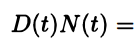 D(t)N(t) =